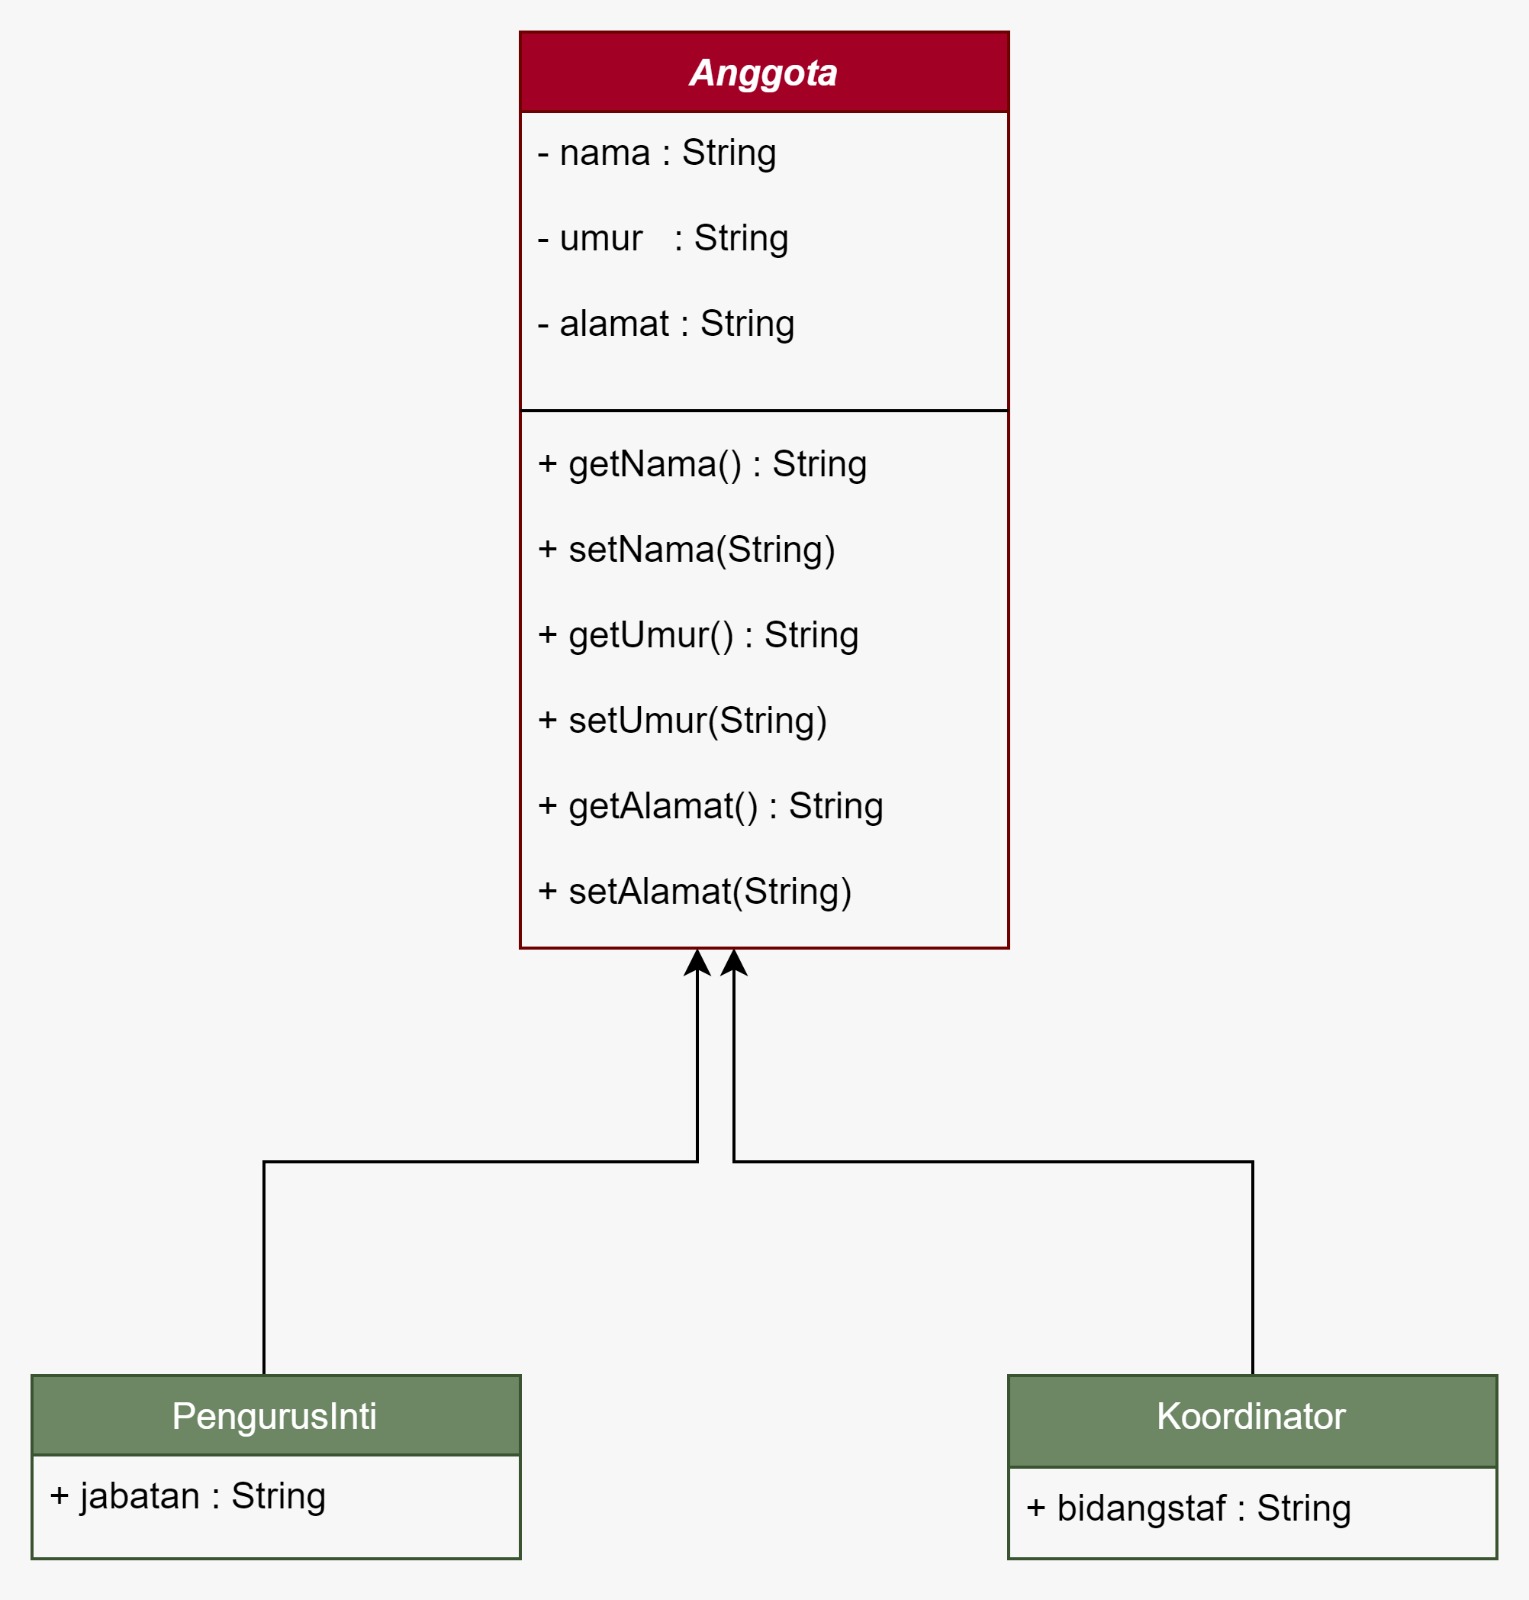 Anggota
- nama : String
- umur   : String
- alamat : String
+ getNama() : String
+ setNama(String)
+ getUmur() : String
+ setUmur(String)
+ getAlamat() : String
+ setAlamat(String)
PengurusInti
+ jabatan : String
Koordinator
+ bidangstaf : String